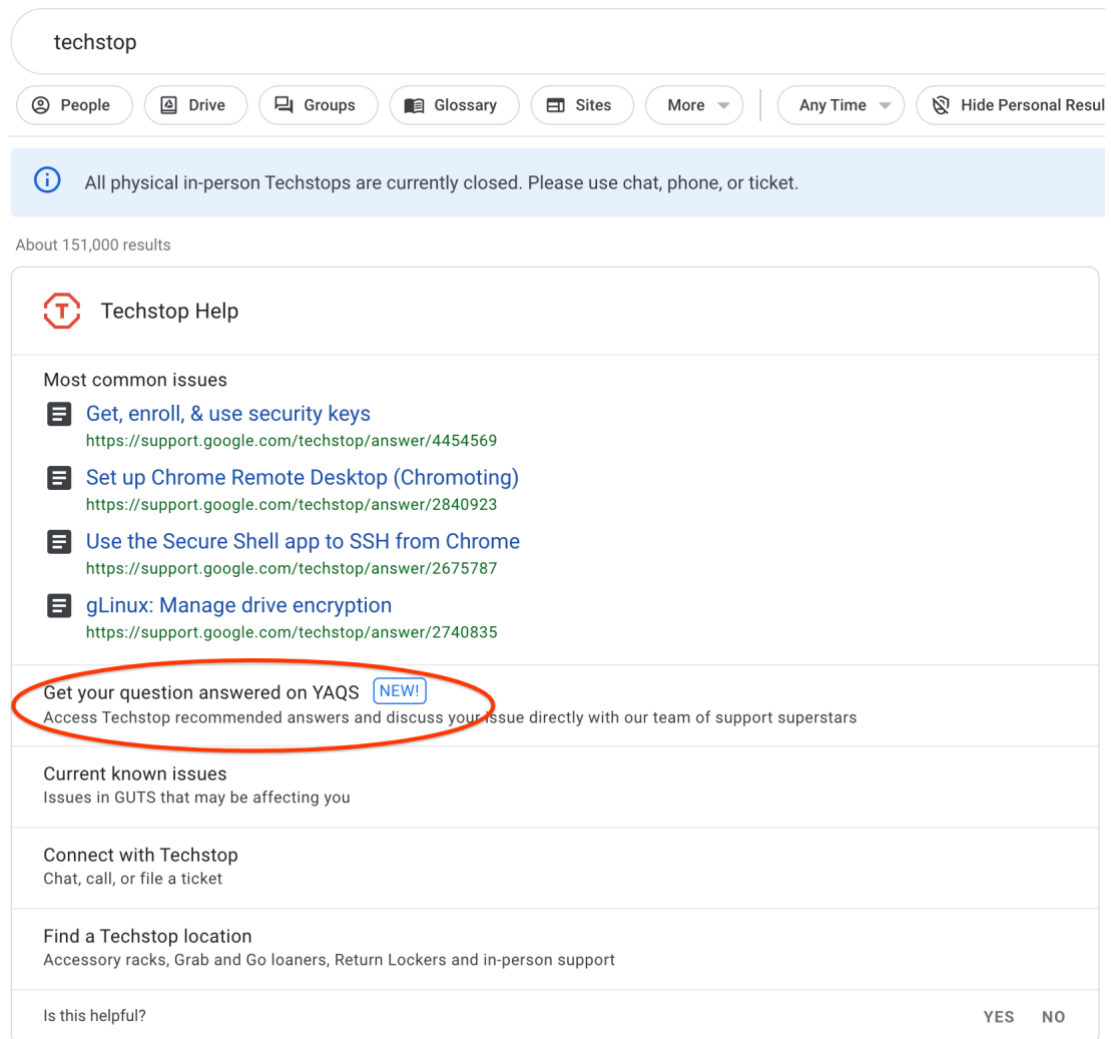 techstop
People Drive Groups Glossary Sites More Any Time Hide Personal Resul
All physical in-person Techstops are currently closed. Please use chat, phone, or ticket.
About 151,000 results
T Techstop Help
Most common issues
Get, enroll, & use security keys
https://support.google.com/techstop/answer/4454569
Set up Chrome Remote Desktop (Chromoting)
https://support.google.com/techstop/answer/2840923
Use the Secure Shell app to SSH from Chrome
https://support.google.com/techstop/answer/2675787
gLinux: Manage drive encryption
https://support.google.com/techstop/answer/2740835
Get your question answered on YAQS NEW!
Access Techstop recommended answers and discuss your issue directly with our team of support superstars
Current known issues
Issues in GUTS that may be affecting you
Connect with Techstop
Chat, call, or file a ticket
Find a Techstop location
Accessory racks, Grab and Go loaners, Return Lockers and in-person support
Is this helpful? YES NO